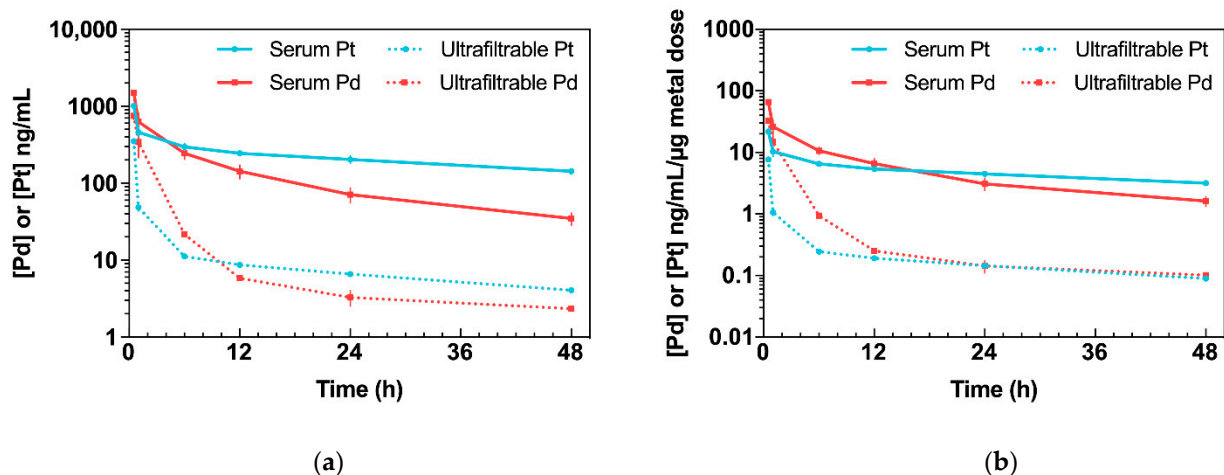 [Pd] or [Pt] ng/mL
10,000
1000
100
10
1
Serum Pt
Ultrafiltrable Pt
Serum Pd
Ultrafiltrable Pd
0 12 24 36 48
Time (h)
(a)
[Pd] or [Pt] ng/mL/µg metal dose
1000
100
10
1
0.1
0.01
Serum Pt
Ultrafiltrable Pt
Serum Pd
Ultrafiltrable Pd
0 12 24 36 48
Time (h)
(b)